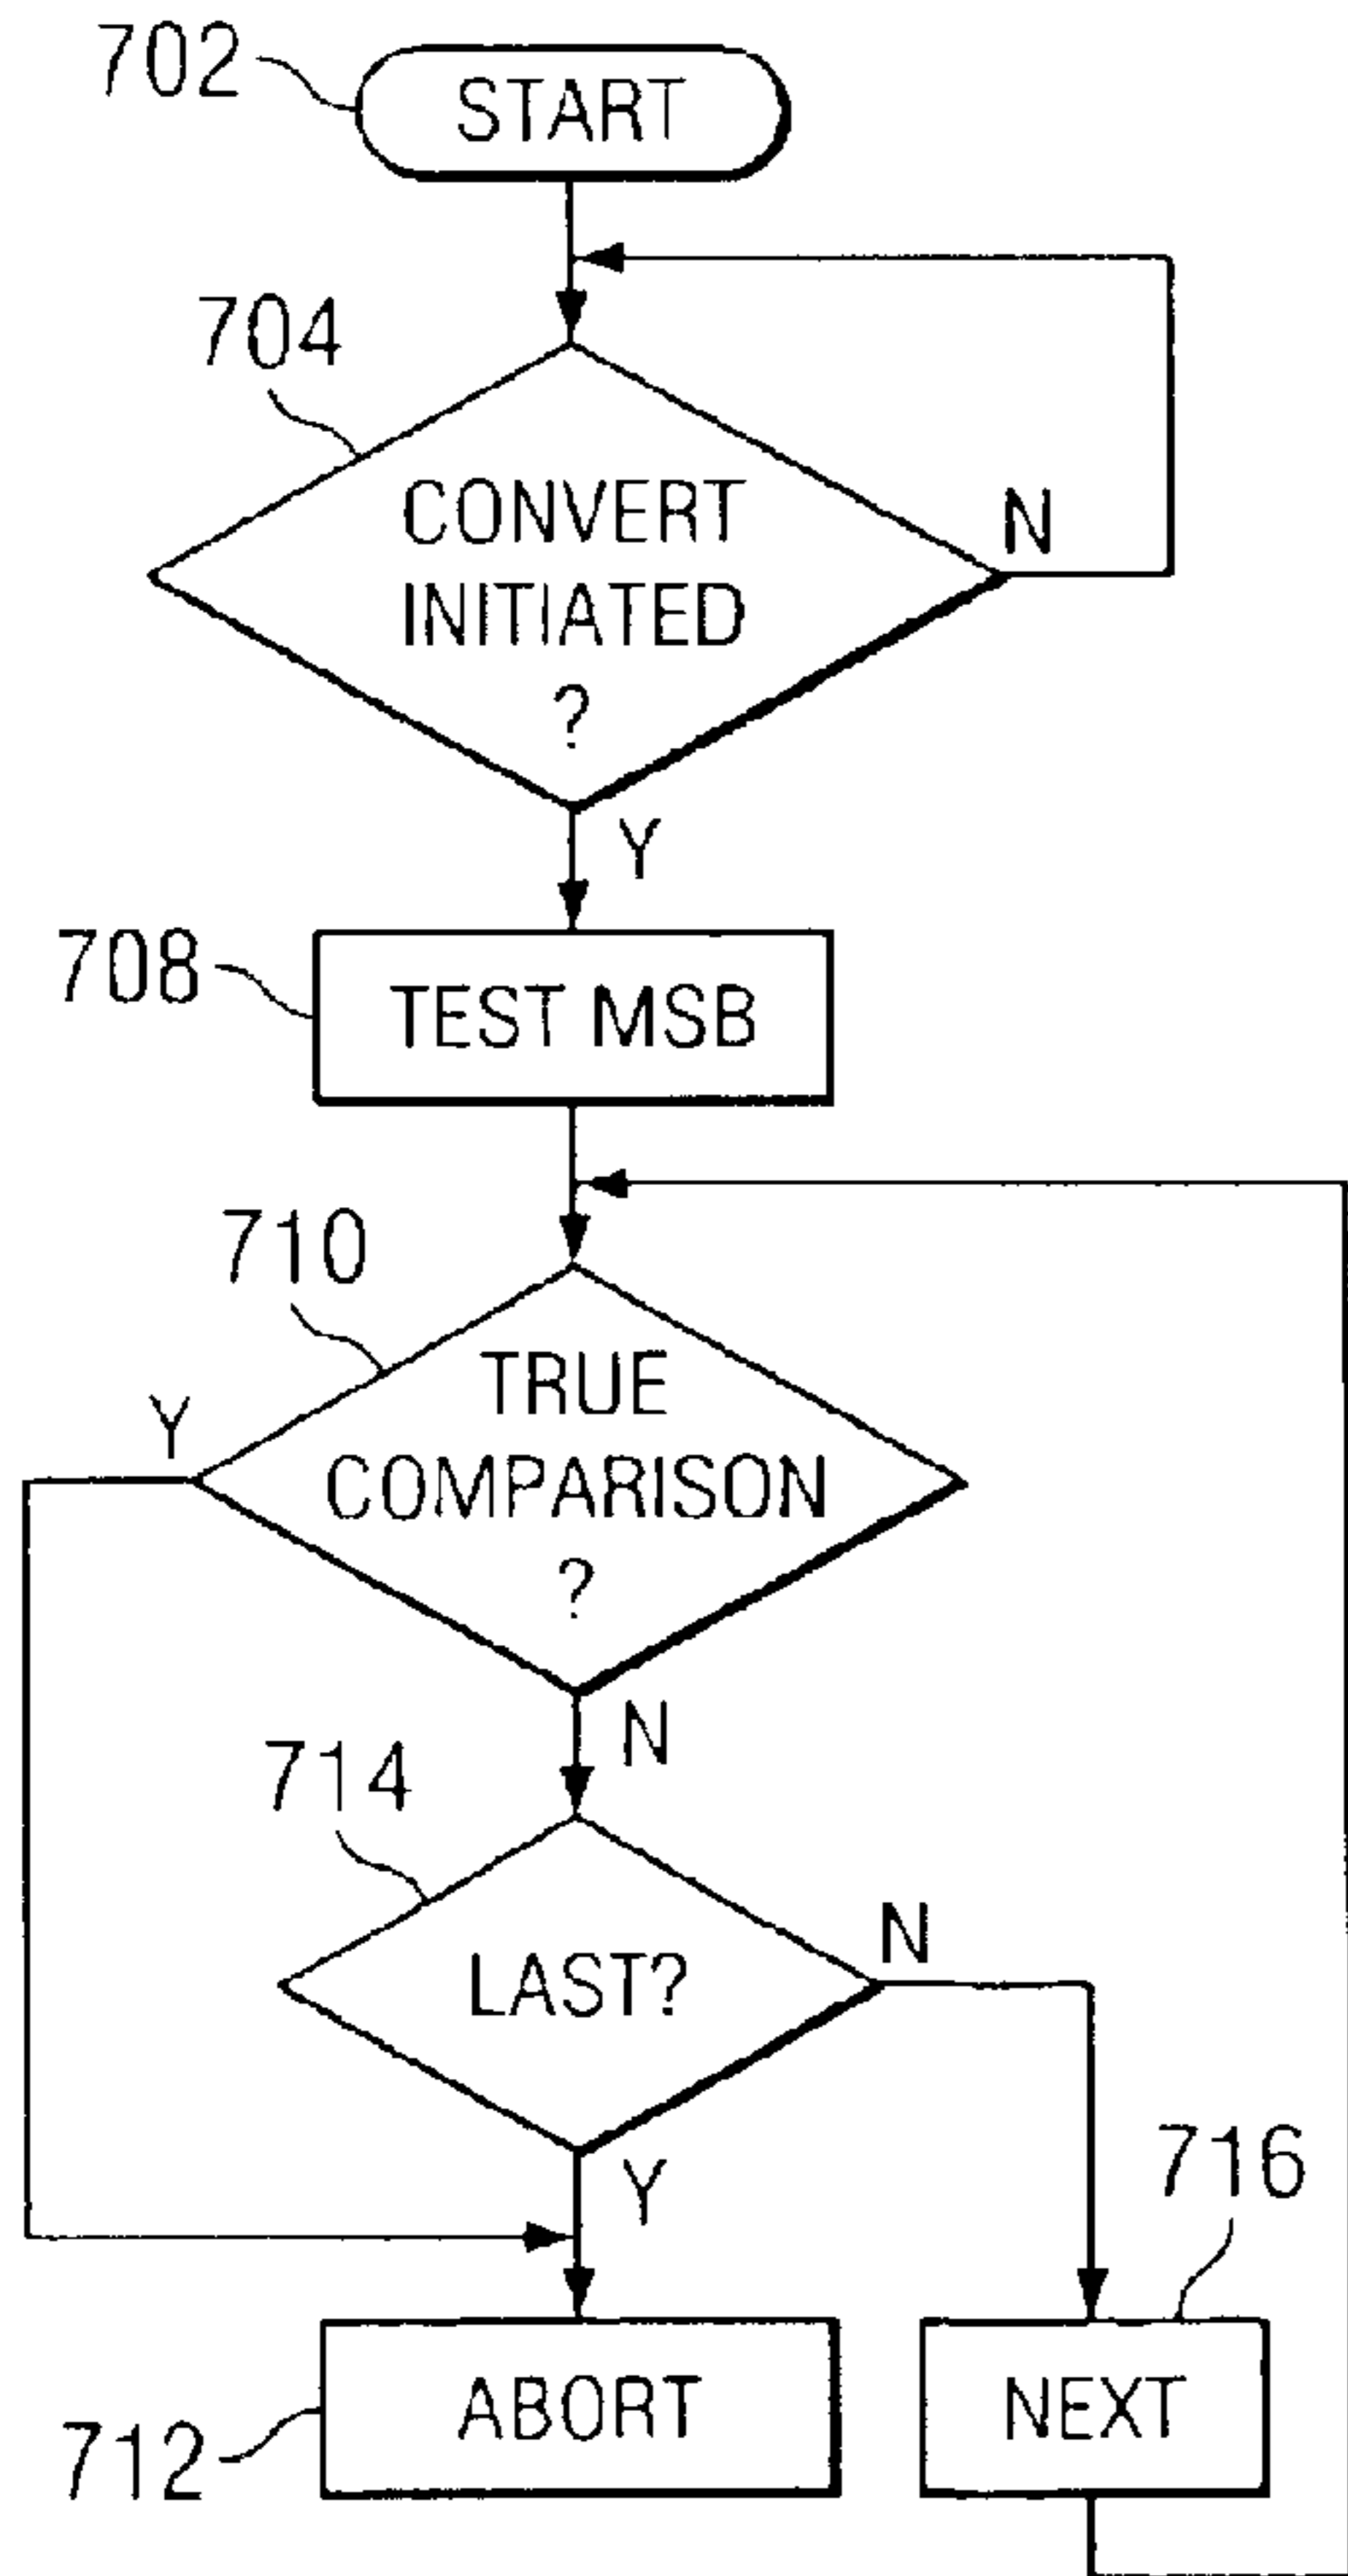 702
START
704
CONVERT
INITIATED
?
N
Y
708
TEST MSB
710
TRUE
COMPARISON
?
Y
N
714
LAST?
N
Y
716
ABORT
NEXT
712